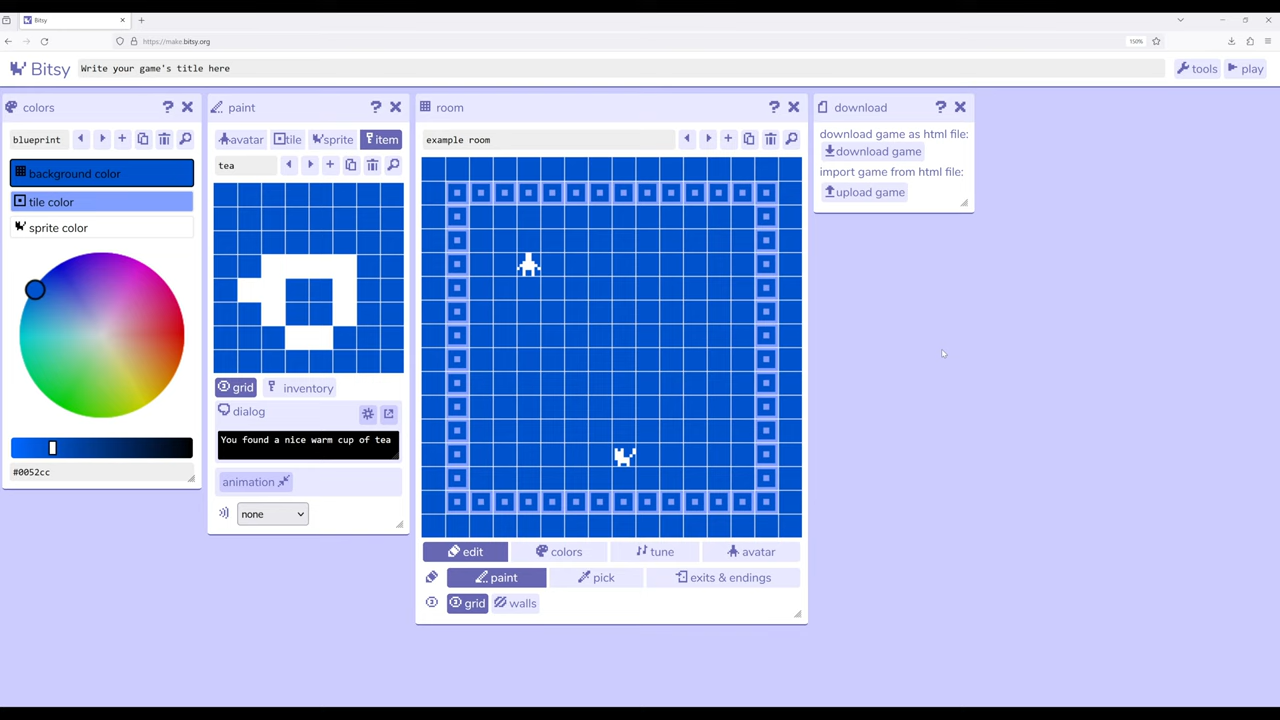 Bitsy
https://make.bitsy.org
150%
Bitsy
Write your game's title here
tools
play
colors
blueprint
background color
tile color
sprite color
#0052cc
paint
avatar
tile
sprite
item
tea
grid
inventory
dialog
You found a nice warm cup of tea
animation
none
room
example room
edit
colors
tune
avatar
paint
pick
exits & endings
grid
walls
download
download game as html file:
download game
import game from html file:
upload game